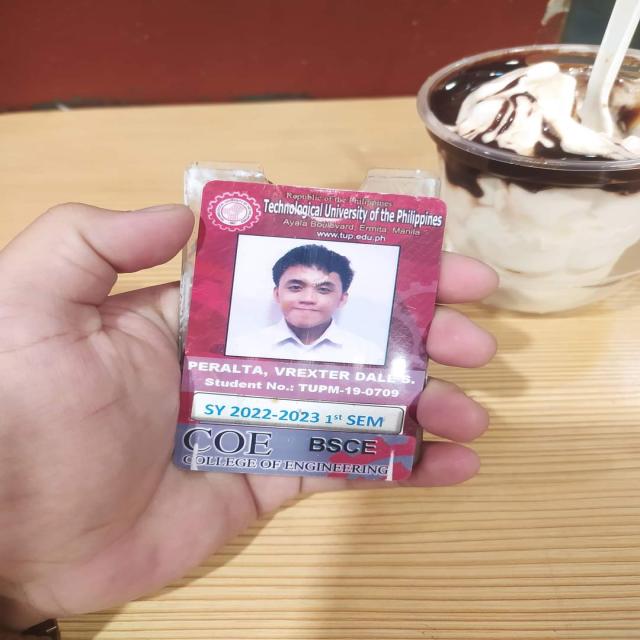 Republic of the Philippines
Technological University of the Philippines
Ayala Boulevard, Ermita, Manila
www.tup.edu.ph
PERALTA, VREXTER DALE S.
Student No.: TUPM-19-0709
SY 2022-2023 1st SEM
COE BSCE
COLLEGE OF ENGINEERING